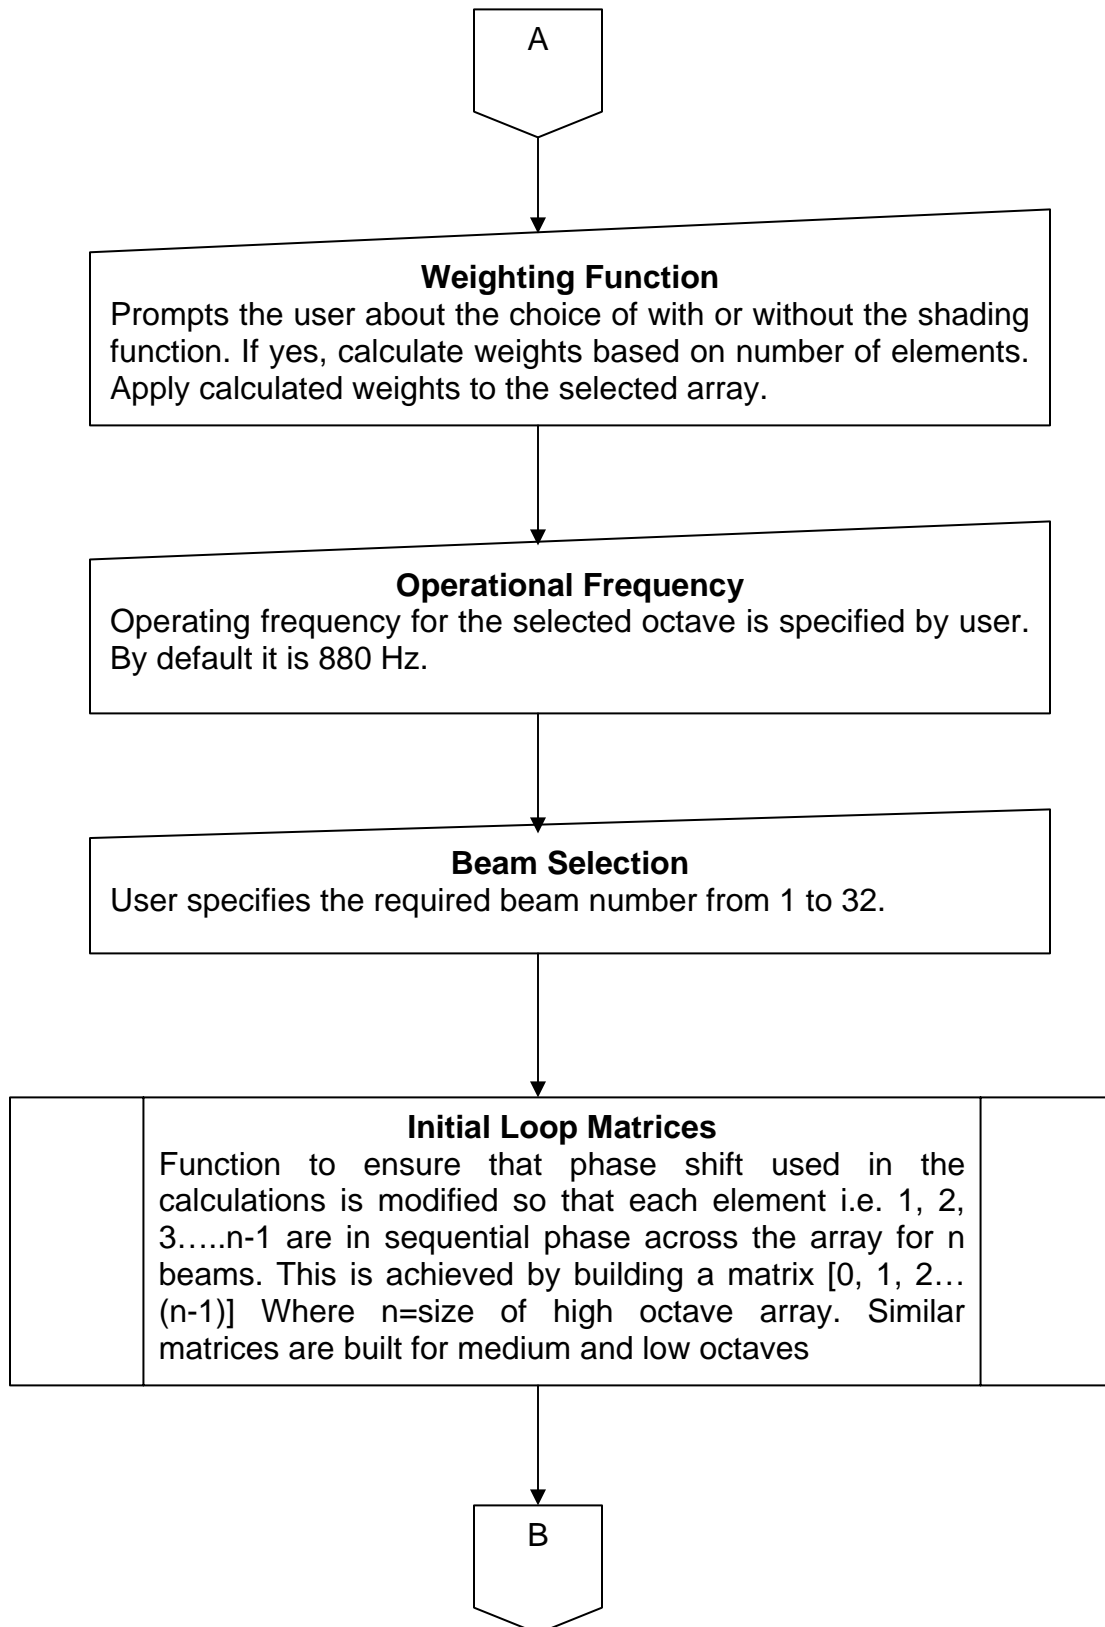 A
Weighting Function
Prompts the user about the choice of with or without the shading
function. If yes, calculate weights based on number of elements.
Apply calculated weights to the selected array.
Operational Frequency
Operating frequency for the selected octave is specified by user.
By default it is 880 Hz.
Beam Selection
User specifies the required beam number from 1 to 32.
Initial Loop Matrices
Function to ensure that phase shift used in the
calculations is modified so that each element i.e. 1, 2,
3…..n-1 are in sequential phase across the array for n
beams. This is achieved by building a matrix [0, 1, 2…
(n-1)] Where n=size of high octave array. Similar
matrices are built for medium and low octaves
B